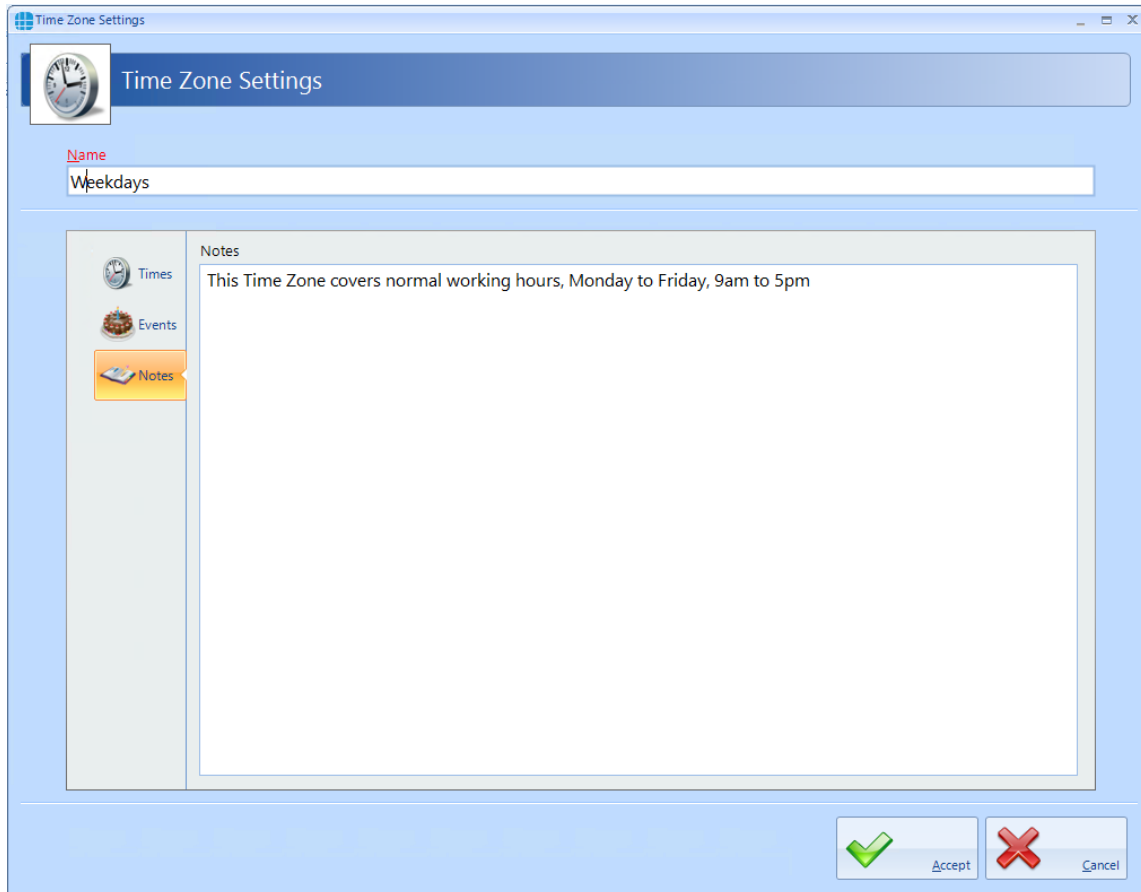 Time Zone Settings
Time Zone Settings
Name
Weekdays
Times
Events
Notes
Notes
This Time Zone covers normal working hours, Monday to Friday, 9am to 5pm
Accept
Cancel